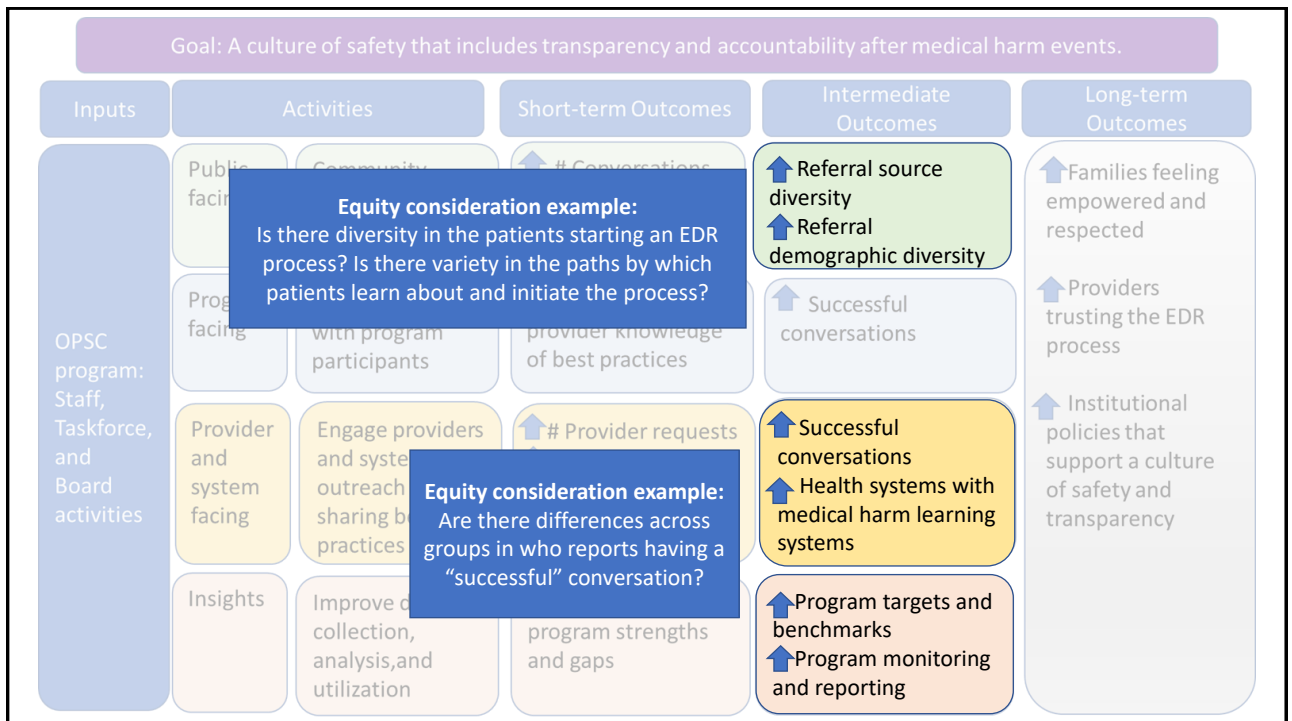 Goal: A culture of safety that includes transparency and accountability after medical harm events.
Inputs
Activities
Short-term Outcomes
Intermediate
Outcomes
Long-term
Outcomes
OPSC
program:
Staff,
Taskforce,
and
Board
activities
Public
facing
Community
# Conversations
Equity consideration example:
Is there diversity in the patients starting an EDR
process? Is there variety in the paths by which
patients learn about and initiate the process?
Referral source
diversity
Referral
demographic diversity
facing
with program
participants
provider knowledge
of best practices
Successful
conversations
Provider
and
system
facing
Engage providers
and
outreach
sharing
practices
# Provider requests
Equity consideration example:
Are there differences across
groups in who reports having a
“successful” conversation?
Successful
conversations
Health systems with
medical harm learning
systems
Insights
Improve
collection,
analysis,and
utilization
program strengths
and gaps
Program targets and
benchmarks
Program monitoring
and reporting
Families feeling
empowered and
respected
Providers
trusting the EDR
process
Institutional
policies that
support a culture
of safety and
transparency